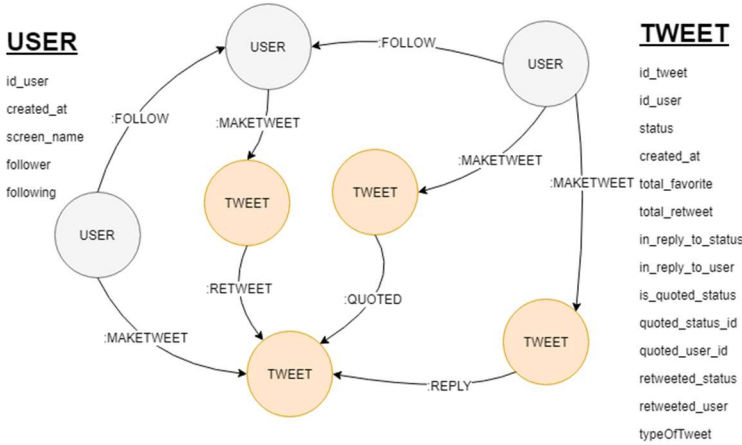 USER
id_user
created_at
screen_name
follower
following
USER
:FOLLOW
USER
:FOLLOW
:MAKETWEET
:MAKETWEET
:MAKETWEET
TWEET
TWEET
USER
:RETWEET
:QUOTED
:MAKETWEET
TWEET
TWEET
:REPLY
TWEET
id_tweet
id_user
status
created_at
total_favorite
total_retweet
in_reply_to_status
in_reply_to_user
is_quoted_status
quoted_status_id
quoted_user_id
retweeted_status
retweeted_user
typeOfTweet